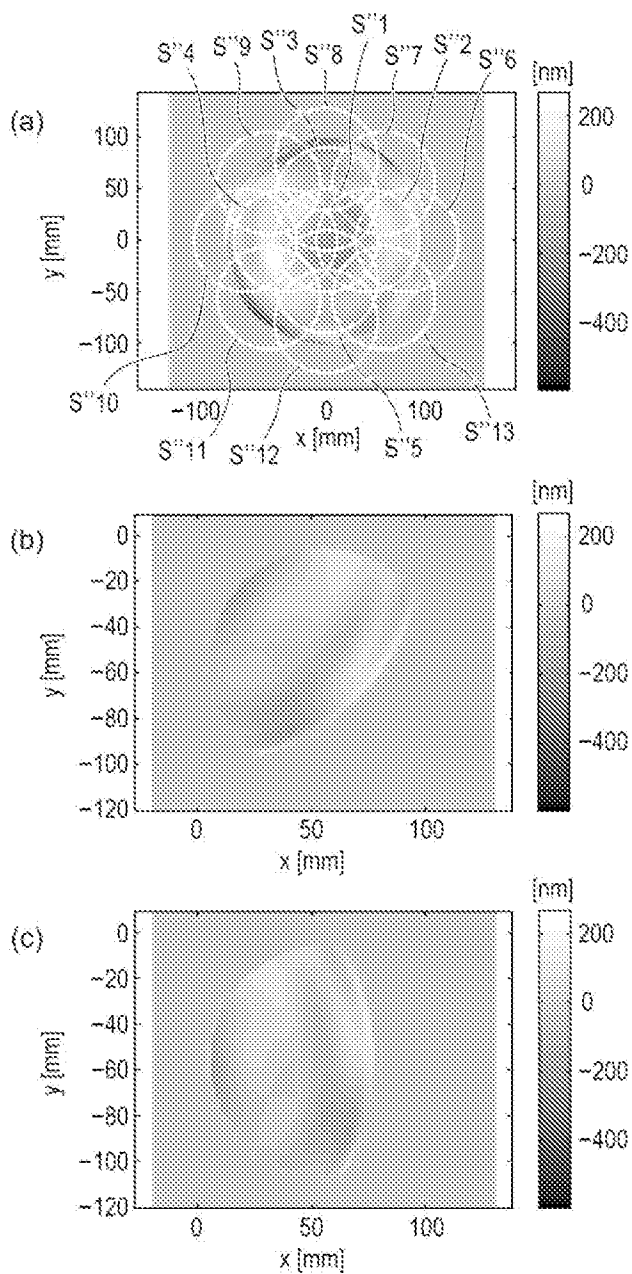 S"4 S"9 S"3 S"8 S"1 S"7 S"2 S"6
(a)
[nm]
200
0
−200
−400
y [mm]
100
50
0
−50
−100
−100 0 100
x [mm]
S"10
S"11
S"12
S"5
S"13
(b)
[nm]
200
0
−200
−400
y [mm]
0
−20
−40
−60
−80
−100
−120
0 50 100
x [mm]
(c)
[nm]
200
0
−200
−400
y [mm]
0
−20
−40
−60
−80
−100
−120
0 50 100
x [mm]